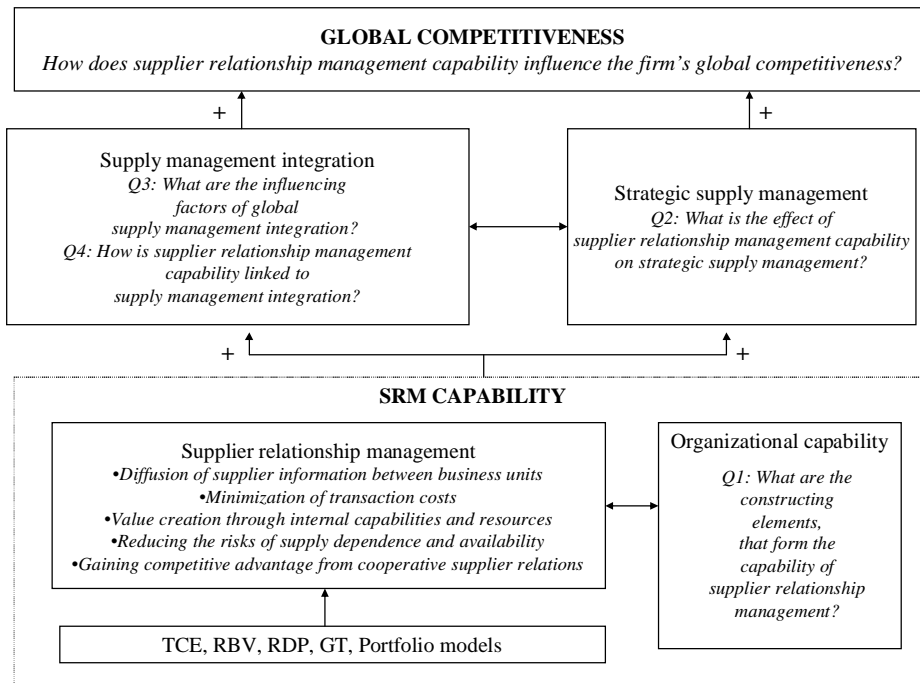 GLOBAL COMPETITIVENESS
How does supplier relationship management capability influence the firm's global competitiveness?
+
+
Supply management integration
Q3: What are the influencing
factors of global
supply management integration?
Q4: How is supplier relationship management
capability linked to
supply management integration?
Strategic supply management
Q2: What is the effect of
supplier relationship management capability
on strategic supply management?
+
+
SRM CAPABILITY
Supplier relationship management
•Diffusion of supplier information between business units
•Minimization of transaction costs
•Value creation through internal capabilities and resources
•Reducing the risks of supply dependence and availability
•Gaining competitive advantage from cooperative supplier relations
Organizational capability
Q1: What are the
constructing
elements,
that form the
capability of
supplier relationship
management?
TCE, RBV, RDP, GT, Portfolio models